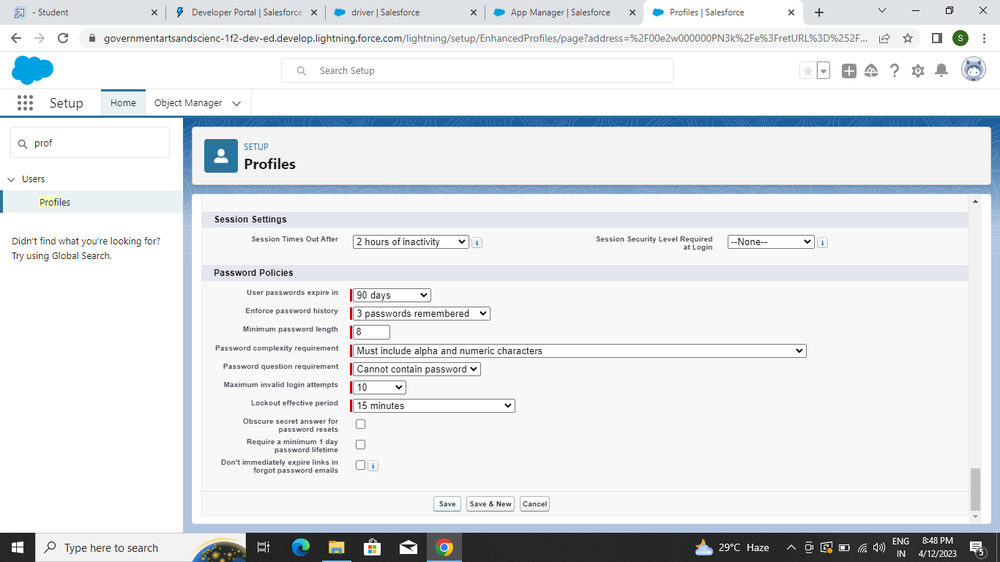 - Student
Developer Portal | Salesforce
driver | Salesforce
App Manager | Salesforce
Profiles | Salesforce
governmentartsandscienc-1f2-dev-ed.develop.lightning.force.com/lightning/setup/EnhancedProfiles/page?address=%2F00e2w000000PN3k%2Fe%3FretURL%3D%252F...
S
Search Setup
Setup
Home
Object Manager
prof
Users
Profiles
Didn't find what you're looking for?
Try using Global Search.
SETUP
Profiles
Session Settings
Session Times Out After
2 hours of inactivity
Session Security Level Required
at Login
--None--
Password Policies
User passwords expire in
90 days
Enforce password history
3 passwords remembered
Minimum password length
8
Password complexity requirement
Must include alpha and numeric characters
Password question requirement
Cannot contain password
Maximum invalid login attempts
10
Lockout effective period
15 minutes
Obscure secret answer for
password resets
Require a minimum 1 day
password lifetime
Don't immediately expire links in
forgot password emails
Save
Save & New
Cancel
Type here to search
29°C Haze
ENG
IN
8:48 PM
4/12/2023
5